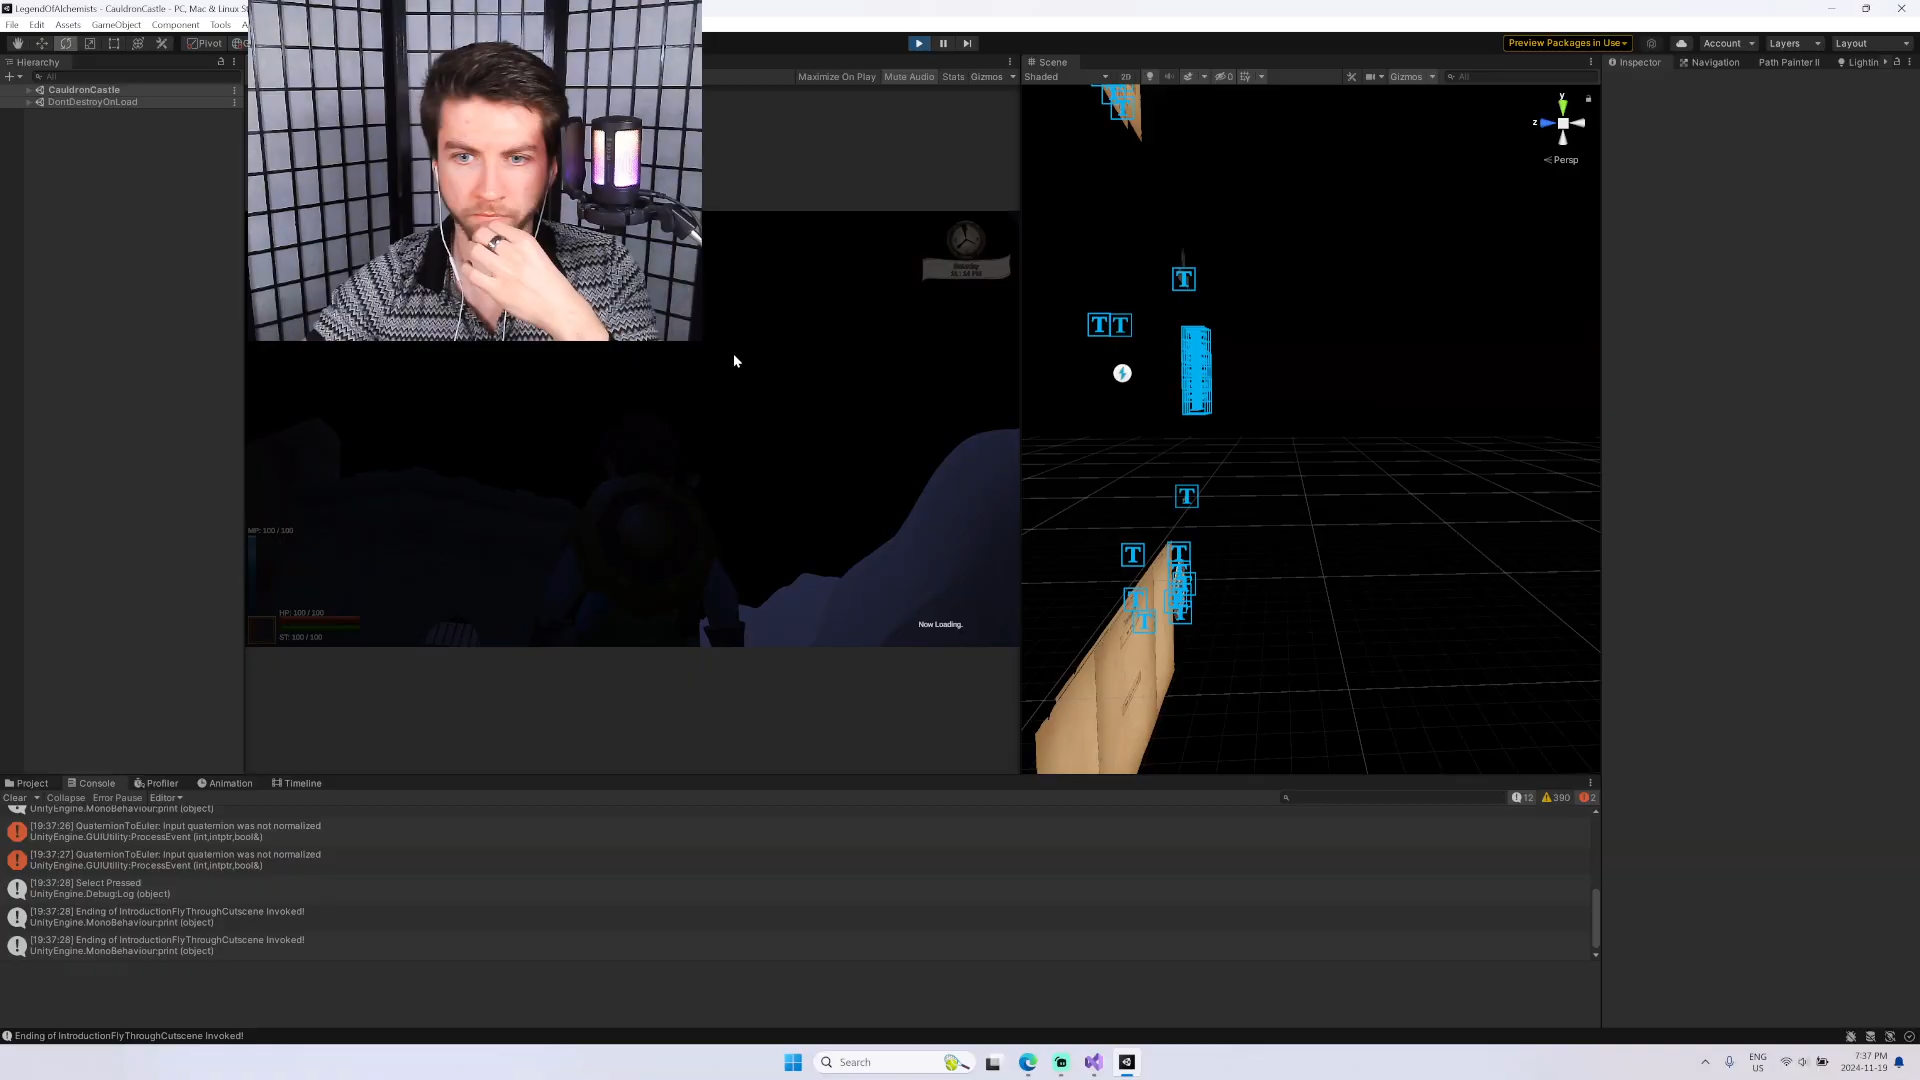 LegendOfAlchemists - CauldronCastle - PC, Mac & Linux St
File Edit Assets GameObject Component Tools
Pivot
Preview Packages in Use
Account
Layers
Layout
Hierarchy
All
CauldronCastle
DontDestroyOnLoad
Maximize On Play Mute Audio Stats Gizmos
Scene
Shaded
2D
0
Gizmos
All
Inspector
Navigation
Path Painter II
Lightin
y
z
Persp
T
T
T
T
T
T
T
MP: 100 / 100
HP: 100 / 100
ST: 100 / 100
Now Loading.
Project Console Profiler Animation Timeline
Clear Collapse Error Pause Editor
12 390 2
UnityEngine.MonoBehaviour:print (object)
[19:37:26] QuaternionToEuler: Input quaternion was not normalized
UnityEngine.GUIUtility:ProcessEvent (int,intptr,bool&)
[19:37:27] QuaternionToEuler: Input quaternion was not normalized
UnityEngine.GUIUtility:ProcessEvent (int,intptr,bool&)
[19:37:28] Select Pressed
UnityEngine.Debug:Log (object)
[19:37:28] Ending of IntroductionFlyThroughCutscene Invoked!
UnityEngine.MonoBehaviour:print (object)
[19:37:28] Ending of IntroductionFlyThroughCutscene Invoked!
UnityEngine.MonoBehaviour:print (object)
Ending of IntroductionFlyThroughCutscene Invoked!
Search
ENG
US
7:37 PM
2024-11-19